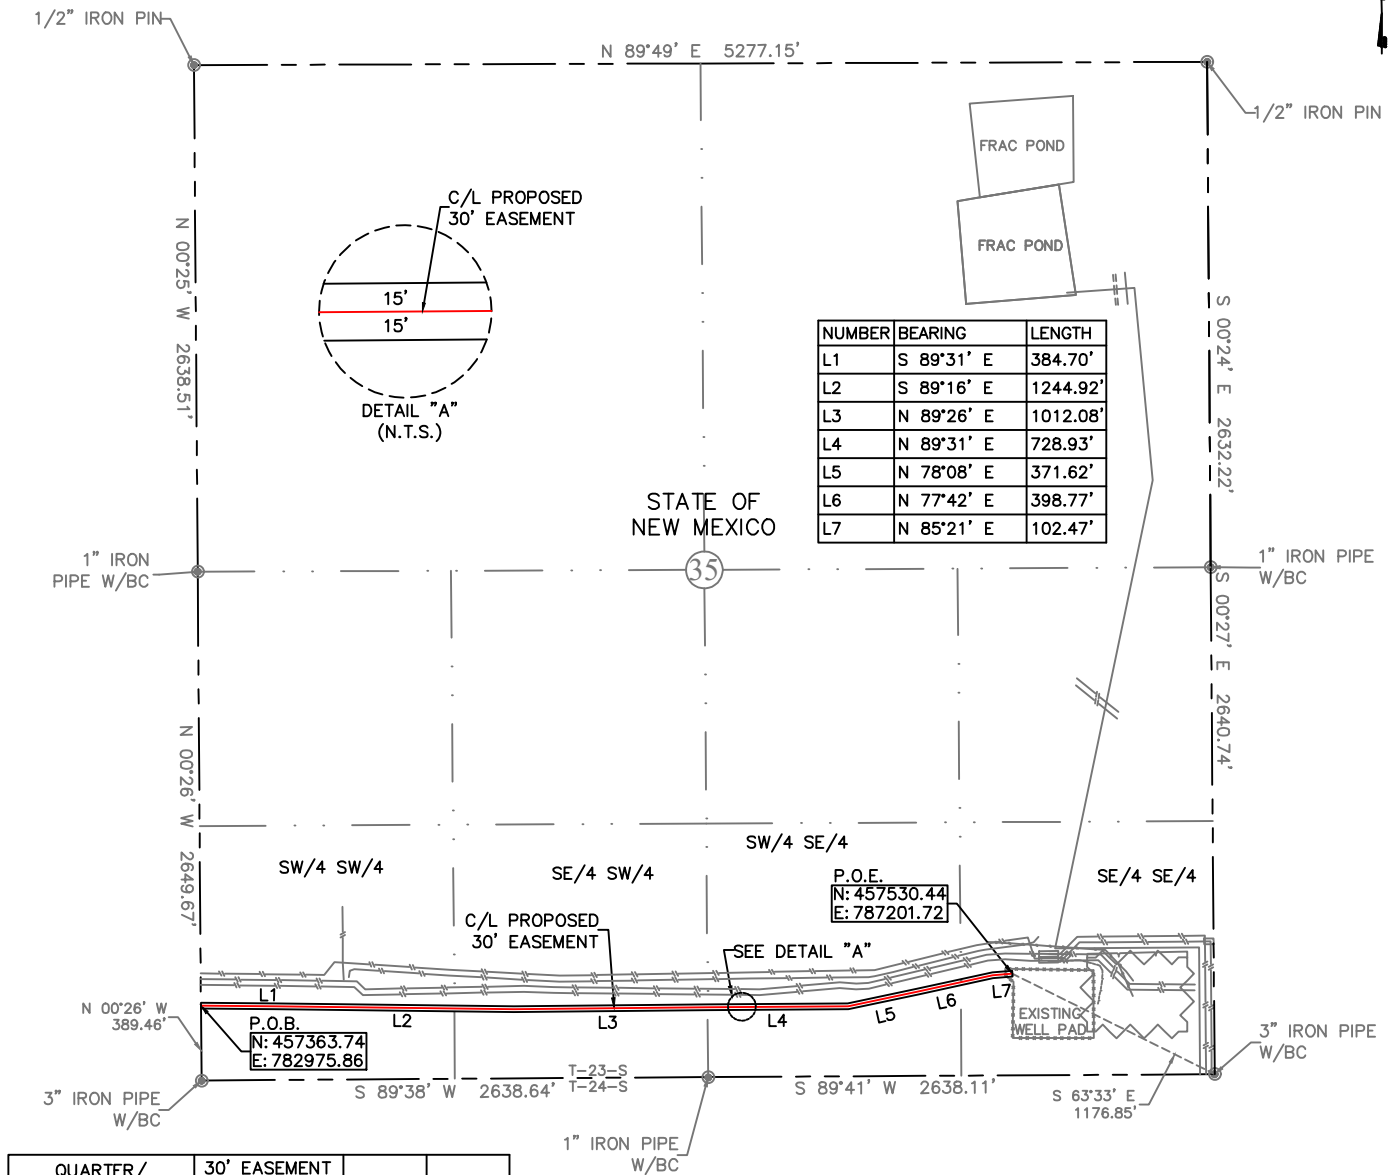 1/2" IRON PIN
N 89°49' E 5277.15'
1/2" IRON PIN
FRAC POND
FRAC POND
C/L PROPOSED
30' EASEMENT
15'
15'
DETAIL "A"
(N.T.S.)
N 00°25' W 2638.51'
S 00°24' E 2632.22'
NUMBER BEARING LENGTH
L1 S 89°31' E 384.70'
L2 S 89°16' E 1244.92'
L3 N 89°26' E 1012.08'
L4 N 89°31' E 728.93'
L5 N 78°08' E 371.62'
L6 N 77°42' E 398.77'
L7 N 85°21' E 102.47'
STATE OF
NEW MEXICO
35
1" IRON
PIPE W/BC
1" IRON PIPE
W/BC
S 00°27' E 2640.74'
N 00°26' W 2649.67'
SW/4 SW/4
SE/4 SW/4
SW/4 SE/4
SE/4 SE/4
P.O.E.
N: 457530.44
E: 787201.72
C/L PROPOSED
30' EASEMENT
SEE DETAIL "A"
L1
L2
L3
L4
L5
L6
L7
N 00°26' W
389.46'
P.O.B.
N: 457363.74
E: 782975.86
EXISTING
WELL PAD
3" IRON PIPE
W/BC
3" IRON PIPE
W/BC
S 89°38' W 2638.64'
T-23-S
T-24-S
S 89°41' W 2638.11'
S 63°33' E
1176.85'
1" IRON PIPE
W/BC
QUARTER/
30' EASEMENT